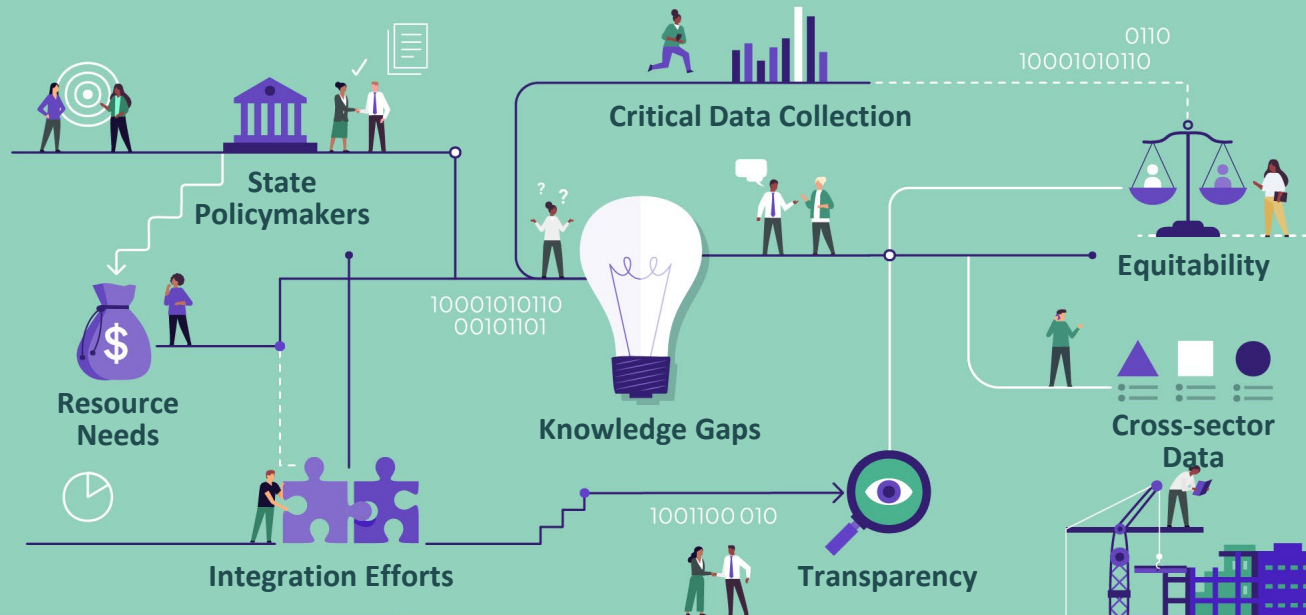 0110
10001010110
Critical Data Collection
State
Policymakers
? ?
Equitability
10001010110
00101101
$
Resource
Needs
Knowledge Gaps
Cross-sector
Data
1001100 010
Integration Efforts
Transparency